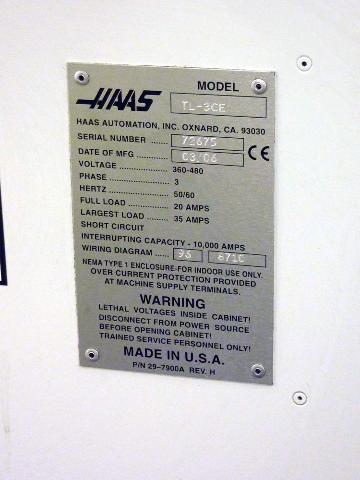 HAAS
MODEL
TL-3CE
HAAS AUTOMATION, INC. OXNARD, CA. 93030
SERIAL NUMBER ...... 72675
DATE OF MFG ........... 03/06 CE
VOLTAGE ..................... 360-480
PHASE ......................... 3
HERTZ .......................... 50/60
FULL LOAD ................. 20 AMPS
LARGEST LOAD ......... 35 AMPS
SHORT CIRCUIT
INTERRUPTING CAPACITY - 10,000 AMPS
WIRING DIAGRAM ..... 95
NEMA TYPE 1 ENCLOSURE-FOR INDOOR USE ONLY.
OVER CURRENT PROTECTION PROVIDED
AT MACHINE SUPPLY TERMINALS.
WARNING
LETHAL VOLTAGES INSIDE CABINET!
DISCONNECT FROM POWER SOURCE
BEFORE OPENING CABINET!
TRAINED SERVICE PERSONNEL ONLY!
MADE IN U.S.A.
P/N 29-7900A REV. H